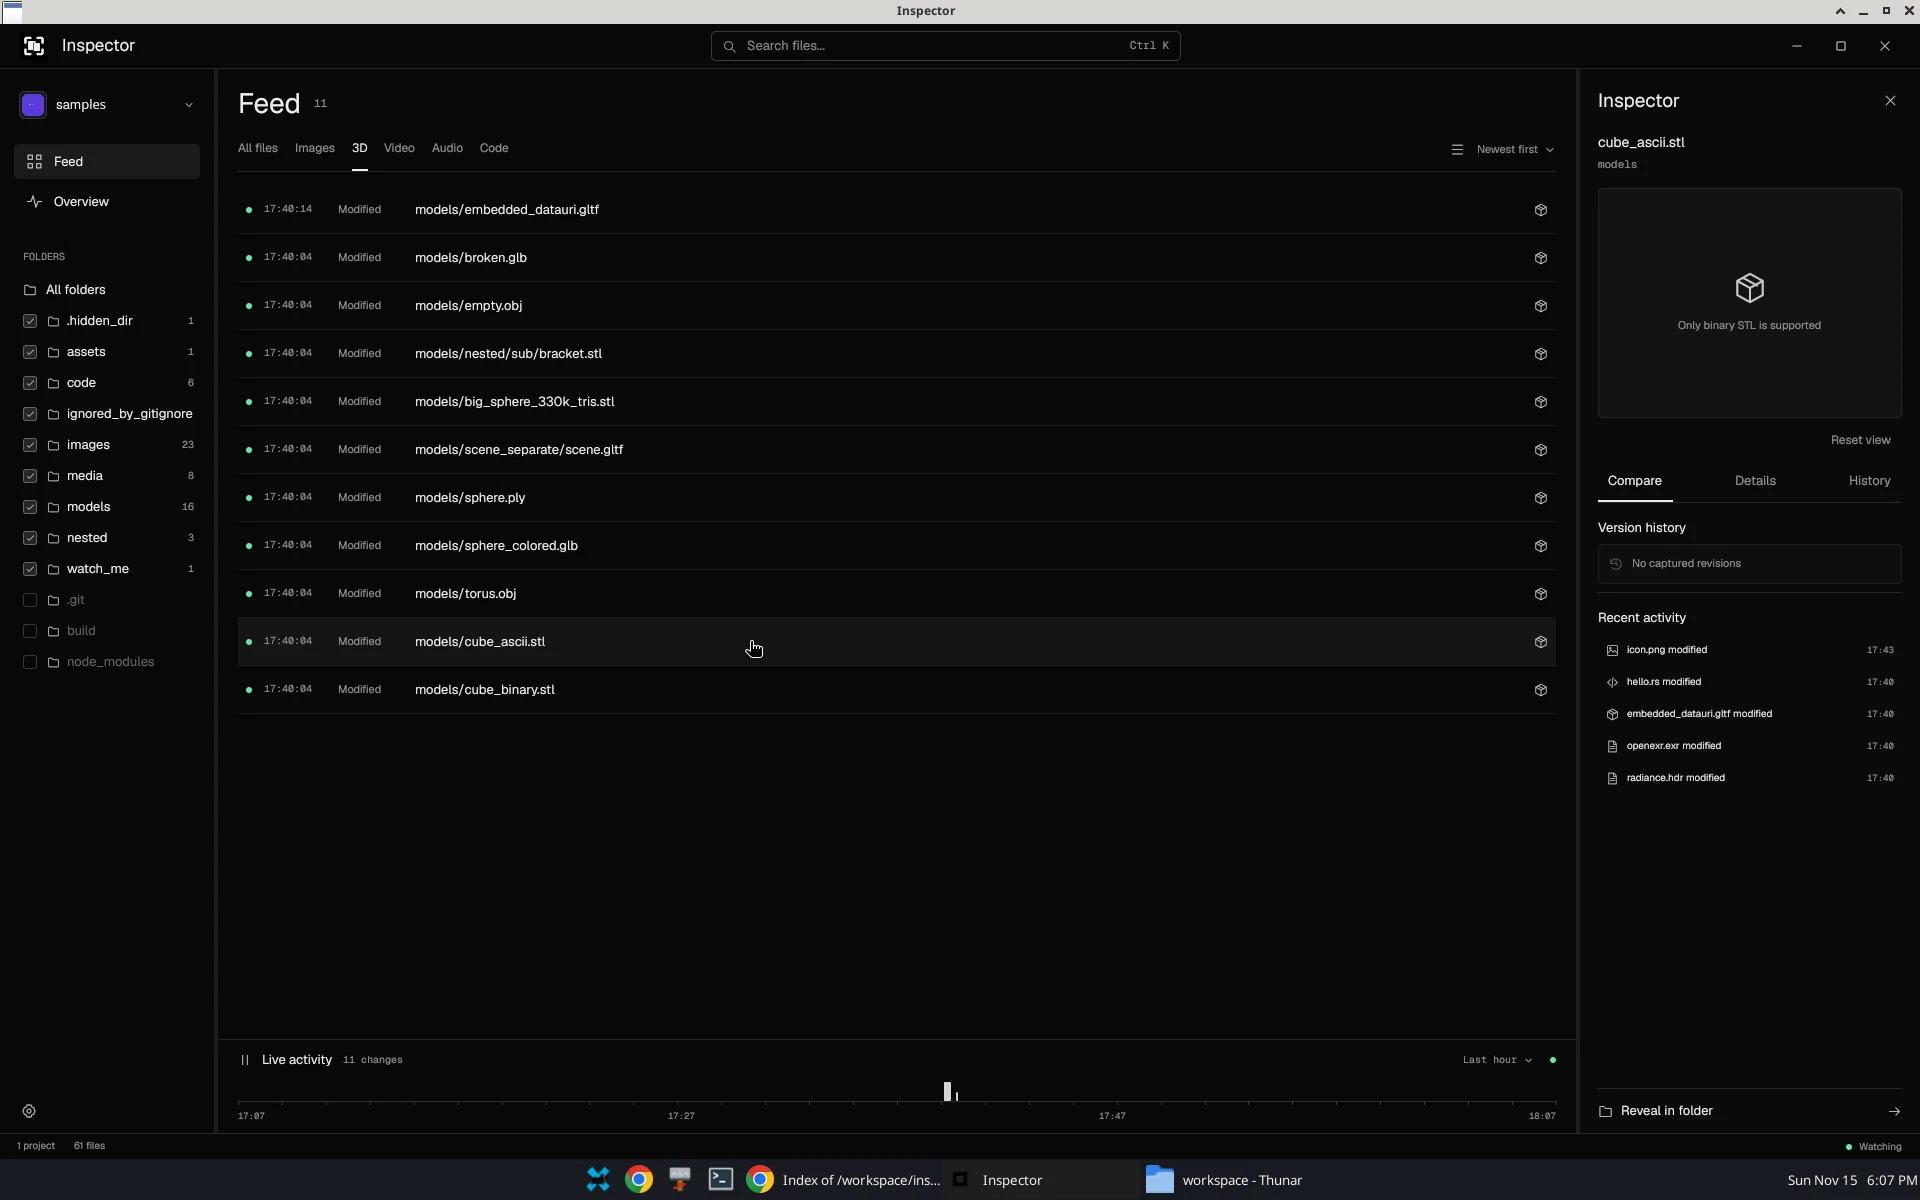 Inspector
Inspector
Search files...
Ctrl K
samples
Feed
Overview
FOLDERS
All folders
.hidden_dir 1
assets 1
code 6
ignored_by_gitignore
images 23
media 8
models 16
nested 3
watch_me 1
.git
build
node_modules
Feed 11
All files Images 3D Video Audio Code
Newest first
17:40:14 Modified models/embedded_datauri.gltf
17:40:04 Modified models/broken.glb
17:40:04 Modified models/empty.obj
17:40:04 Modified models/nested/sub/bracket.stl
17:40:04 Modified models/big_sphere_330k_tris.stl
17:40:04 Modified models/scene_separate/scene.gltf
17:40:04 Modified models/sphere.ply
17:40:04 Modified models/sphere_colored.glb
17:40:04 Modified models/torus.obj
17:40:04 Modified models/cube_ascii.stl
17:40:04 Modified models/cube_binary.stl
Live activity 11 changes
Last hour
17:07 17:27 17:47 18:07
Inspector
cube_ascii.stl
models
Only binary STL is supported
Reset view
Compare Details History
Version history
No captured revisions
Recent activity
icon.png modified 17:43
hello.rs modified 17:40
embedded_datauri.gltf modified 17:40
openexr.exr modified 17:40
radiance.hdr modified 17:40
Reveal in folder
1 project 61 files
Watching
Index of /workspace/ins...
Inspector
workspace - Thunar
Sun Nov 15 6:07 PM